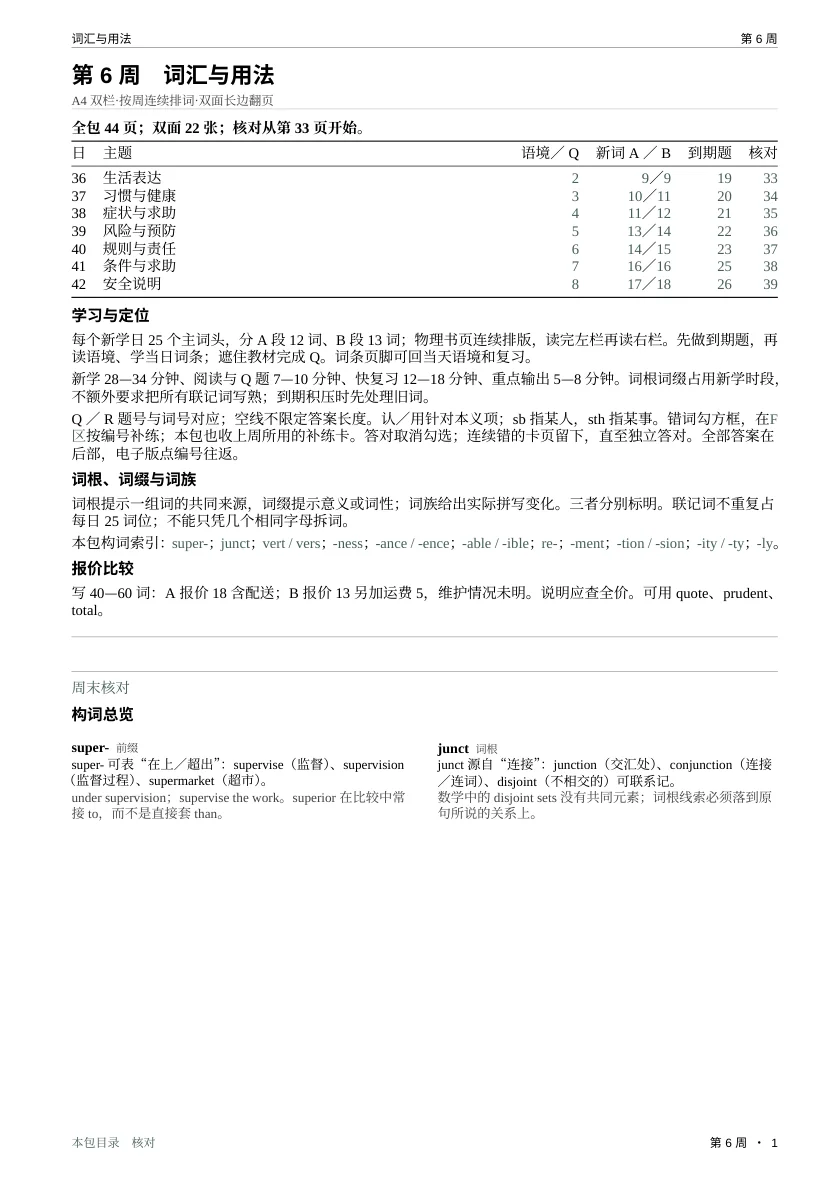 词汇与用法 第 6 周
第 6 周 词汇与用法
A4 双栏·按周连续排词·双面长边翻页
全包 44 页；双面 22 张；核对从第 33 页开始。
日 主题 语境／ Q 新词 A ／ B 到期题 核对
36 生活表达 2 9／9 19 33
37 习惯与健康 3 10／11 20 34
38 症状与求助 4 11／12 21 35
39 风险与预防 5 13／14 22 36
40 规则与责任 6 14／15 23 37
41 条件与求助 7 16／16 25 38
42 安全说明 8 17／18 26 39
学习与定位
每个新学日 25 个主词头，分 A 段 12 词、B 段 13 词；物理书页连续排版，读完左栏再读右栏。先做到期题，再
读语境、学当日词条；遮住教材完成 Q。词条页脚可回当天语境和复习。
新学 28—34 分钟、阅读与 Q 题 7—10 分钟、快复习 12—18 分钟、重点输出 5—8 分钟。词根词缀占用新学时段，
不额外要求把所有联记词写熟；到期积压时先处理旧词。
Q ／ R 题号与词号对应；空线不限定答案长度。认／用针对本义项；sb 指某人，sth 指某事。错词勾方框，在F
区按编号补练；本包也收上周所用的补练卡。答对取消勾选；连续错的卡页留下，直至独立答对。全部答案在
后部，电子版点编号往返。
词根、词缀与词族
词根提示一组词的共同来源，词缀提示意义或词性；词族给出实际拼写变化。三者分别标明。联记词不重复占
每日 25 词位；不能只凭几个相同字母拆词。
本包构词索引：super-；junct；vert / vers；-ness；-ance / -ence；-able / -ible；re-；-ment；-tion / -sion；-ity / -ty；-ly。
报价比较
写 40—60 词：A 报价 18 含配送；B 报价 13 另加运费 5，维护情况未明。说明应查全价。可用 quote、prudent、
total。
周末核对
构词总览
super- 前缀
super- 可表“在上／超出”：supervise（监督）、supervision
（监督过程）、supermarket（超市）。
under supervision；supervise the work。superior 在比较中常
接 to，而不是直接套 than。
junct 词根
junct 源自“连接”：junction（交汇处）、conjunction（连接
／连词）、disjoint（不相交的）可联系记。
数学中的 disjoint sets 没有共同元素；词根线索必须落到原
句所说的关系上。
本包目录 核对 第 6 周 · 1